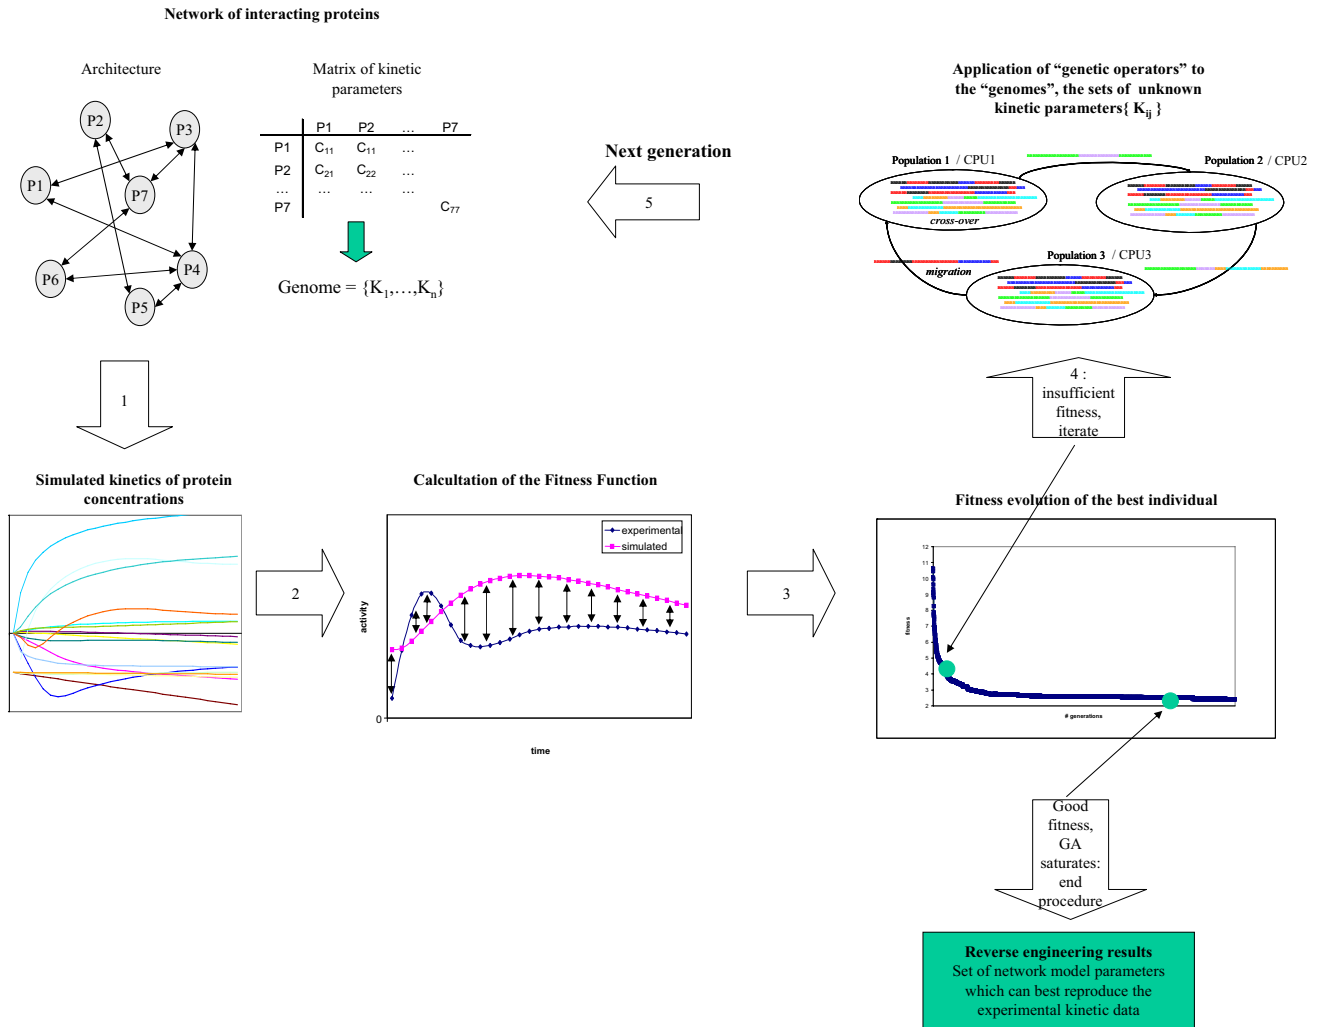 Network of interacting proteins
Architecture
P1
P2
P3
P4
P5
P6
P7
Matrix of kinetic
parameters
P1 P2 … P7
P1 C11 C11 …
P2 C21 C22 …
… … …
P7 C77
Genome = {K1,…,Kn}
Next generation
5
Application of “genetic operators” to
the “genomes”, the sets of unknown
kinetic parameters{ Kij }
Population 1 / CPU1
Population 2 / CPU2
cross-over
Population 3 / CPU3
migration
1
4 :
insufficient
fitness,
iterate
Simulated kinetics of protein
concentrations
2
Calcultation of the Fitness Function
experimental
simulated
activity
0
time
3
Fitness evolution of the best individual
12
11
10
9
8
7
6
5
4
3
2
fitness
# generations
Good
fitness,
GA
saturates:
end
procedure
Reverse engineering results
Set of network model parameters
which can best reproduce the
experimental kinetic data